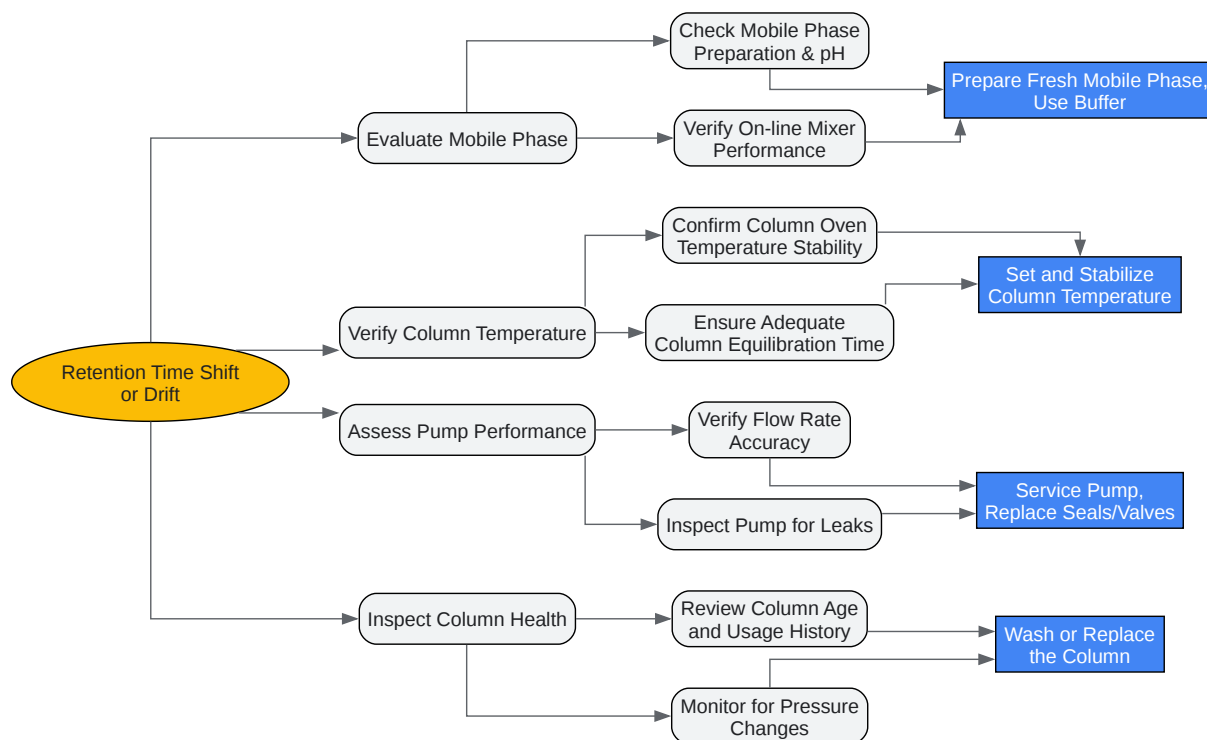 Check Mobile Phase
Preparation & pH
Prepare Fresh Mobile Phase,
Use Buffer
Evaluate Mobile Phase
Verify On-line Mixer
Performance
Confirm Column Oven
Temperature Stability
Set and Stabilize
Column Temperature
Verify Column Temperature
Ensure Adequate
Column Equilibration Time
Retention Time Shift
or Drift
Assess Pump Performance
Verify Flow Rate
Accuracy
Service Pump,
Replace Seals/Valves
Inspect Pump for Leaks
Inspect Column Health
Review Column Age
and Usage History
Wash or Replace
the Column
Monitor for Pressure
Changes